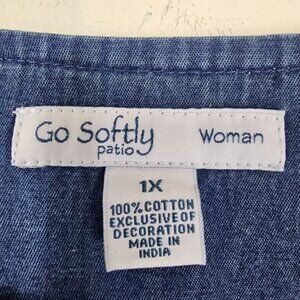 Go Softly Woman
patio
1X
100% COTTON
EXCLUSIVE OF
DECORATION
MADE IN
INDIA